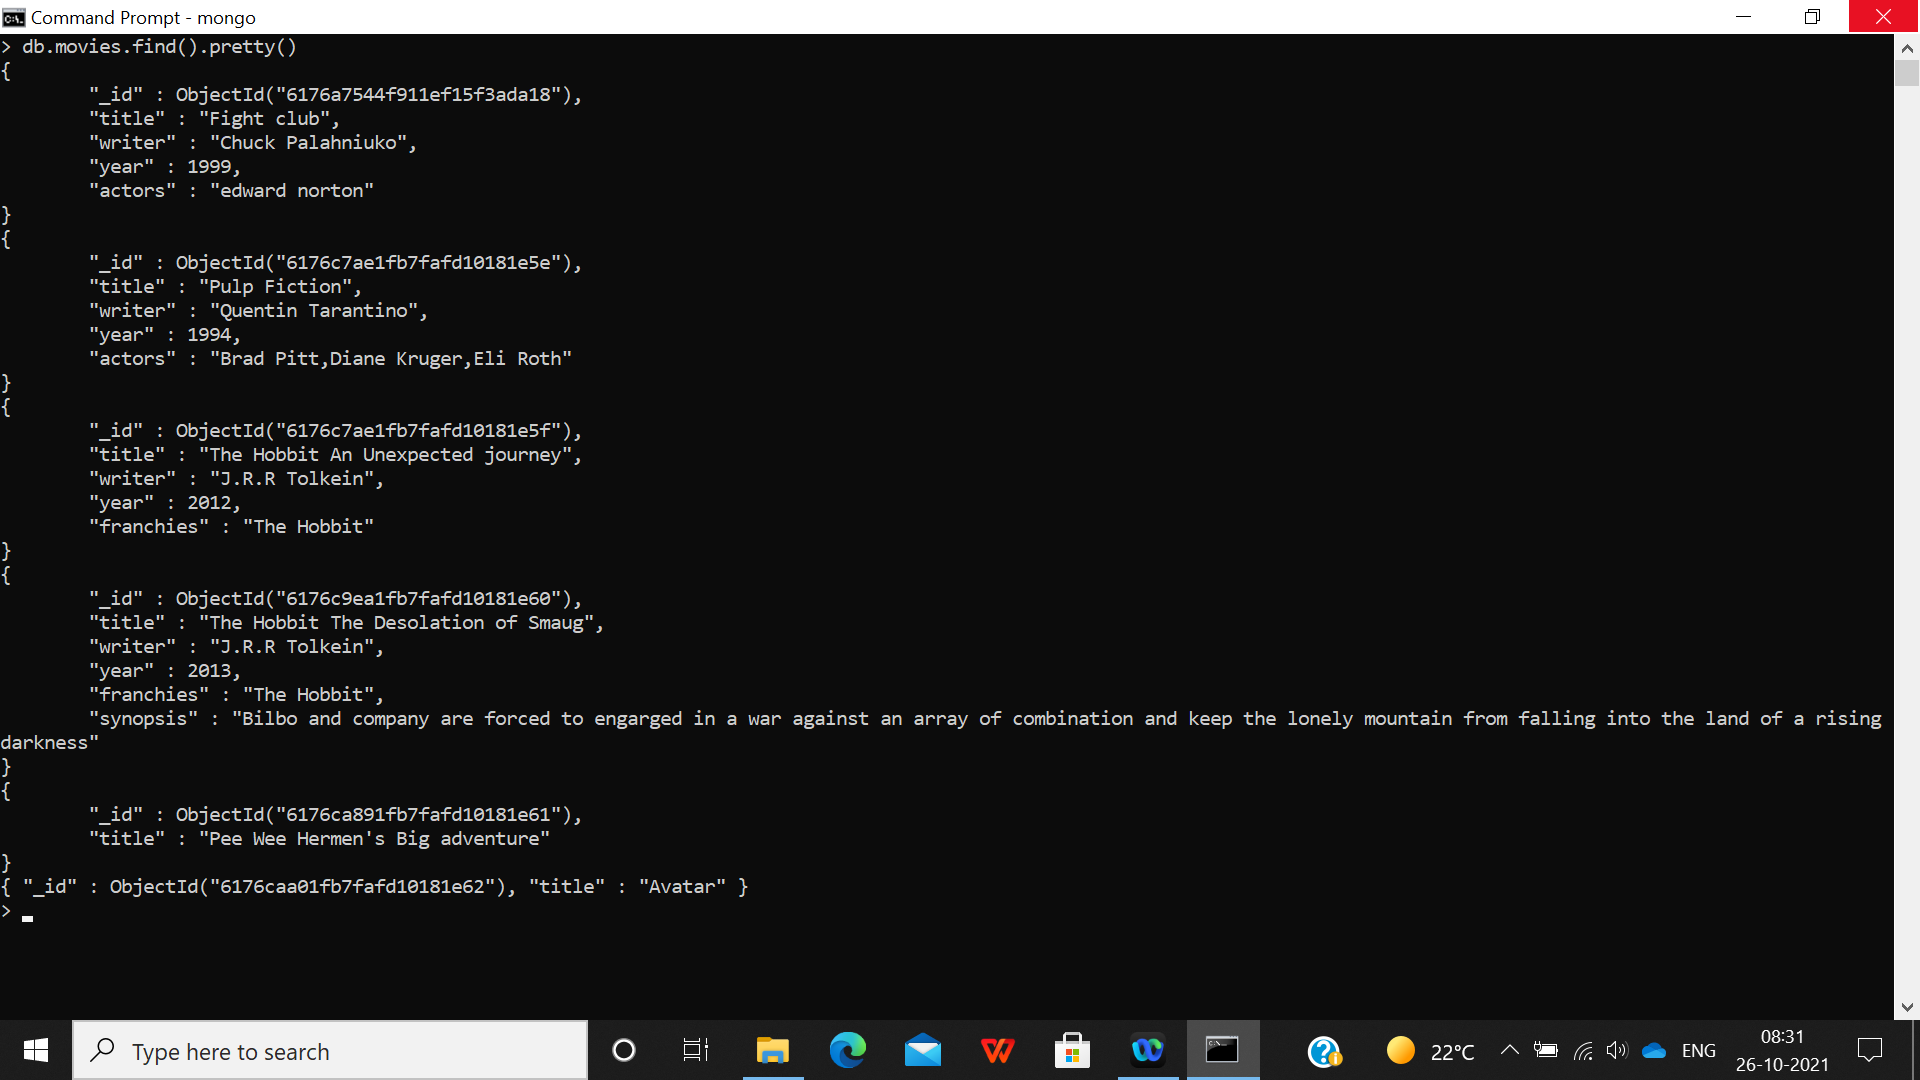 Command Prompt - mongo
> db.movies.find().pretty()
{
"_id" : ObjectId("6176a7544f911ef15f3ada18"),
"title" : "Fight club",
"writer" : "Chuck Palahniuko",
"year" : 1999,
"actors" : "edward norton"
}
{
"_id" : ObjectId("6176c7ae1fb7fafd10181e5e"),
"title" : "Pulp Fiction",
"writer" : "Quentin Tarantino",
"year" : 1994,
"actors" : "Brad Pitt,Diane Kruger,Eli Roth"
}
{
"_id" : ObjectId("6176c7ae1fb7fafd10181e5f"),
"title" : "The Hobbit An Unexpected journey",
"writer" : "J.R.R Tolkein",
"year" : 2012,
"franchies" : "The Hobbit"
}
{
"_id" : ObjectId("6176c9ea1fb7fafd10181e60"),
"title" : "The Hobbit The Desolation of Smaug",
"writer" : "J.R.R Tolkein",
"year" : 2013,
"franchies" : "The Hobbit",
"synopsis" : "Bilbo and company are forced to engarged in a war against an array of combination and keep the lonely mountain from falling into the land of a rising
darkness"
}
{
"_id" : ObjectId("6176ca891fb7fafd10181e61"),
"title" : "Pee Wee Hermen's Big adventure"
}
{ "_id" : ObjectId("6176caa01fb7fafd10181e62"), "title" : "Avatar" }
>
Type here to search
22°C
ENG
08:31
26-10-2021